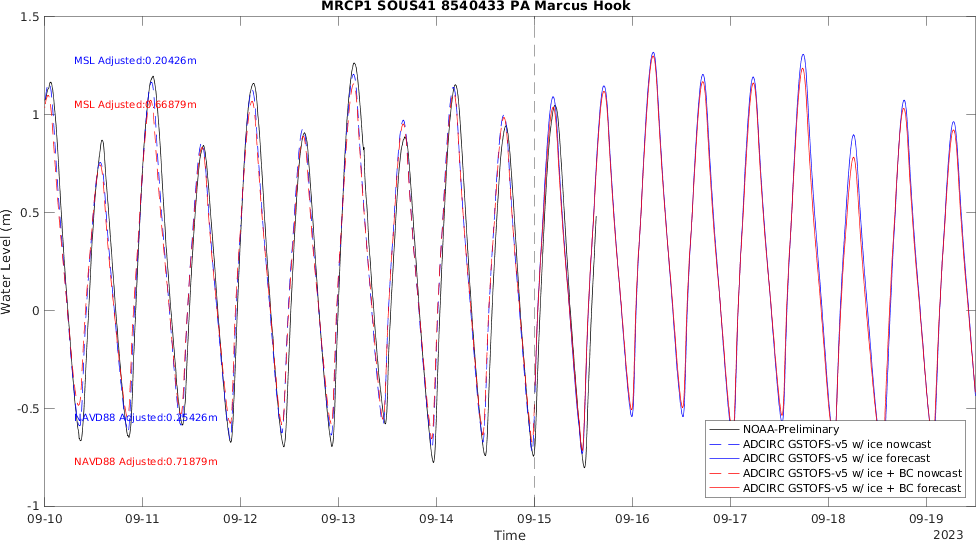 MRCP1 SOUS41 8540433 PA Marcus Hook
1.5
MSL Adjusted:0.20426m
MSL Adjusted:0.66879m
1
0.5
Water Level (m)
0
-0.5
NAVD88 Adjusted:0.25426m
NOAA-Preliminary
ADCIRC GSTOFS-v5 w/ ice nowcast
ADCIRC GSTOFS-v5 w/ ice forecast
ADCIRC GSTOFS-v5 w/ ice + BC nowcast
ADCIRC GSTOFS-v5 w/ ice + BC forecast
NAVD88 Adjusted:0.71879m
-1
09-10 09-11 09-12 09-13 09-14 09-15 09-16 09-17 09-18 09-19
Time
2023